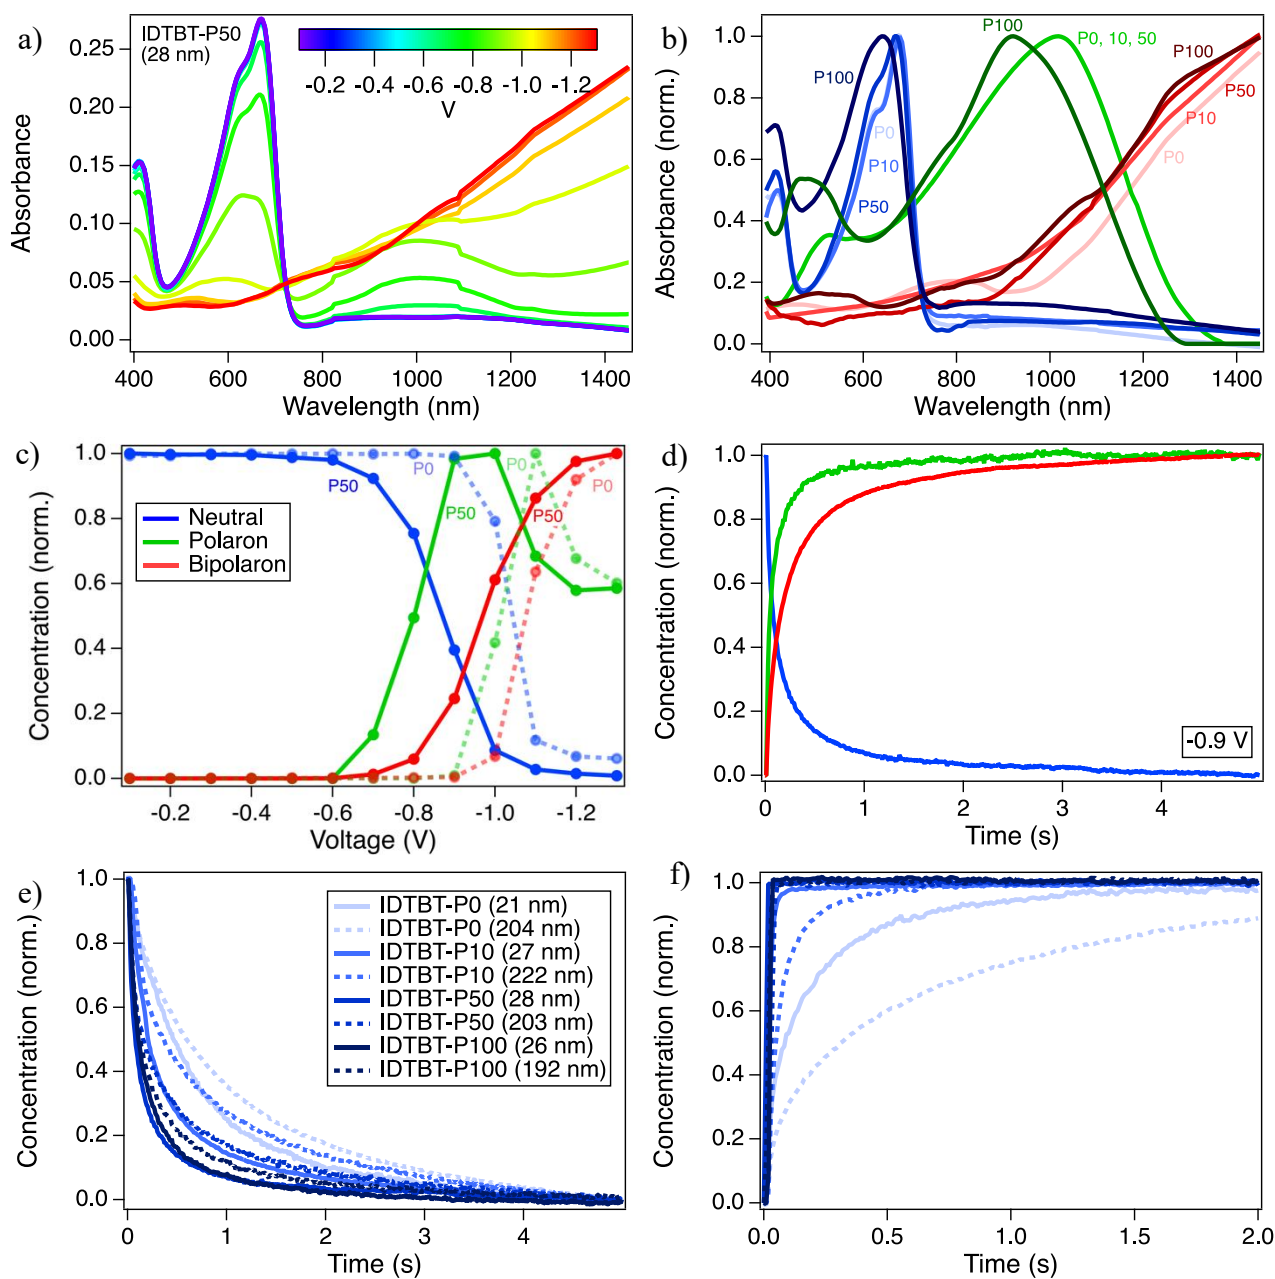 a)
IDTBT-P50
(28 nm)
-0.2 -0.4 -0.6 -0.8 -1.0 -1.2
V
0.25
0.20
0.15
0.10
0.05
0.00
Absorbance
400 600 800 1000 1200 1400
Wavelength (nm)
b)
P100
P0, 10, 50
P100
P100
P50
P10
P0
P0
P10
P50
1.0
0.8
0.6
0.4
0.2
0.0
Absorbance (norm.)
400 600 800 1000 1200 1400
Wavelength (nm)
c)
P0
P0
P0
P50
P50
P50
Neutral
Polaron
Bipolaron
1.0
0.8
0.6
0.4
0.2
0.0
Concentration (norm.)
-0.2 -0.4 -0.6 -0.8 -1.0 -1.2
Voltage (V)
d)
1.0
0.8
0.6
0.4
0.2
0.0
Concentration (norm.)
-0.9 V
0 1 2 3 4
Time (s)
e)
IDTBT-P0 (21 nm)
IDTBT-P0 (204 nm)
IDTBT-P10 (27 nm)
IDTBT-P10 (222 nm)
IDTBT-P50 (28 nm)
IDTBT-P50 (203 nm)
IDTBT-P100 (26 nm)
IDTBT-P100 (192 nm)
1.0
0.8
0.6
0.4
0.2
0.0
Concentration (norm.)
0 1 2 3 4
Time (s)
f)
1.0
0.8
0.6
0.4
0.2
0.0
Concentration (norm.)
0.0 0.5 1.0 1.5 2.0
Time (s)